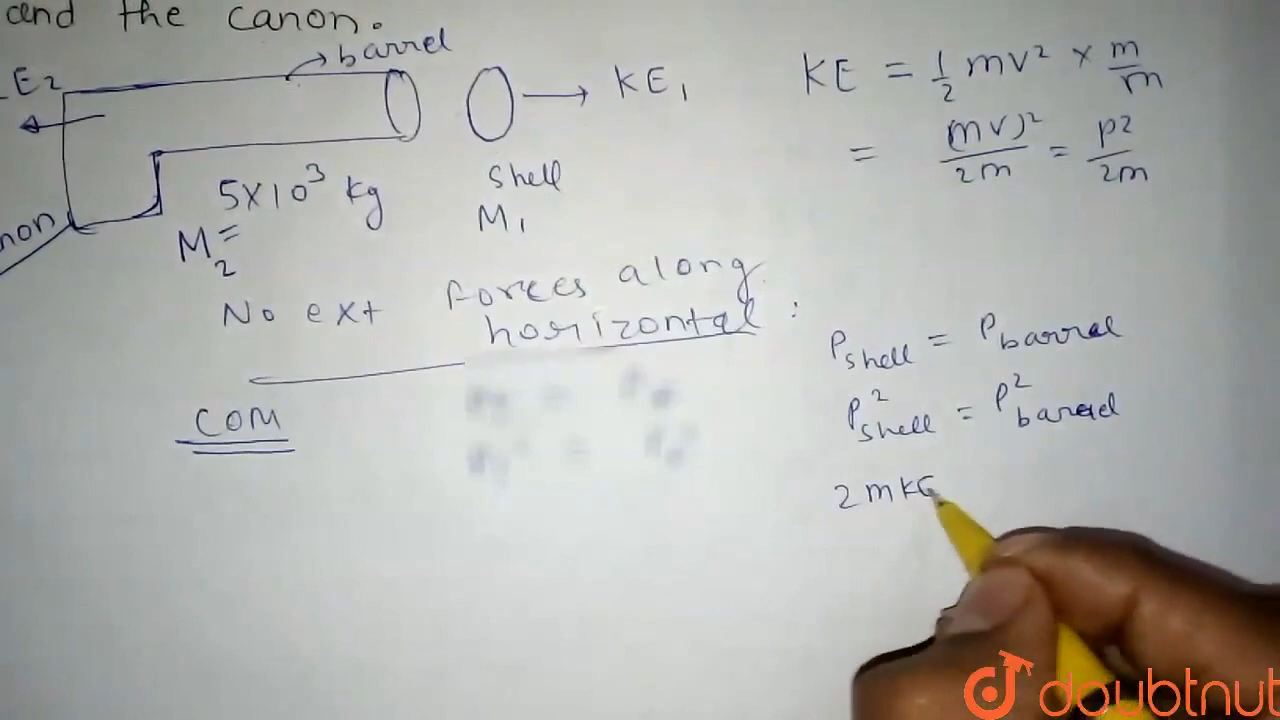 and the canon.
barrel
E2
KE1
5×10³ kg
M2 =
Shell
M1
non
No ext forces along
horizontal :
COM
KE = 1/2 mv² × m/m
= (mv)²/2m = p²/2m
Pshell = Pbarrel
P²shell = P²barrel
2mKE
doubtnut